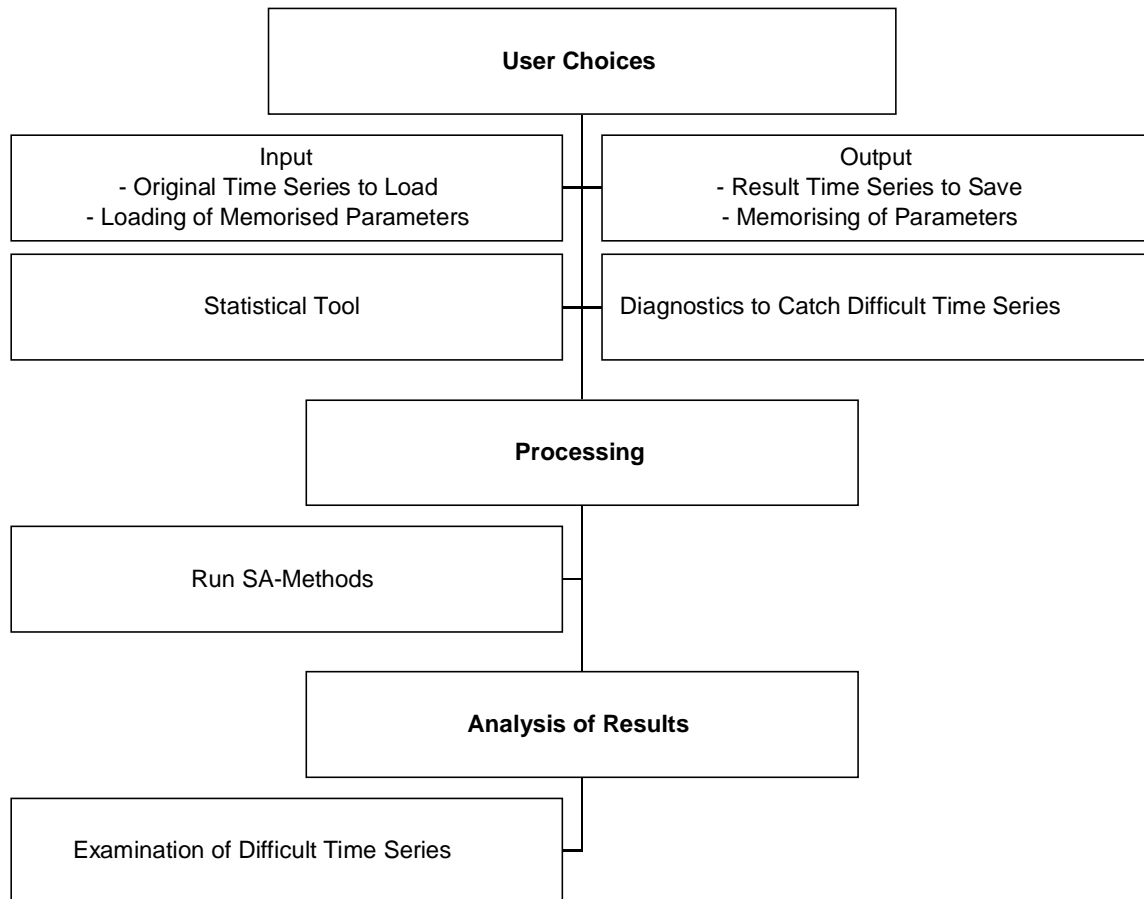 User Choices
Input
- Original Time Series to Load
- Loading of Memorised Parameters
Output
- Result Time Series to Save
- Memorising of Parameters
Statistical Tool
Diagnostics to Catch Difficult Time Series
Processing
Run SA-Methods
Analysis of Results
Examination of Difficult Time Series